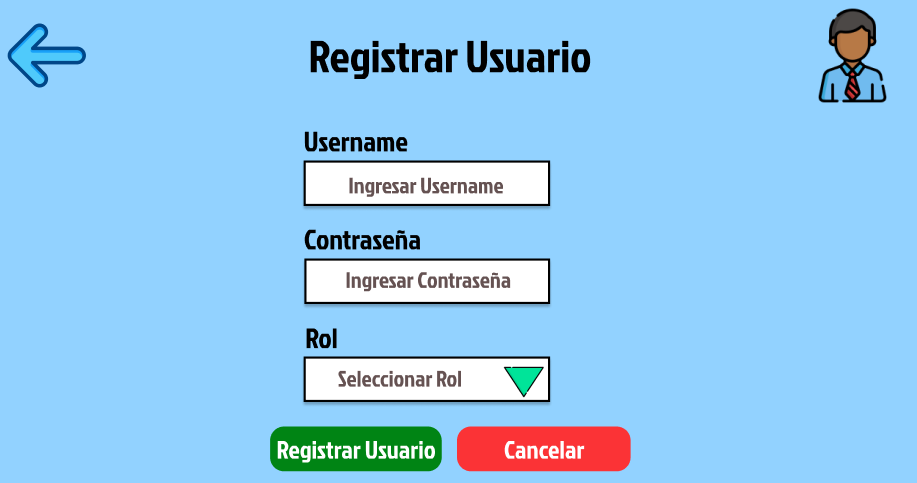 Registrar Usuario
Username
Ingresar Username
Contraseña
Ingresar Contraseña
Rol
Seleccionar Rol
Registrar Usuario
Cancelar